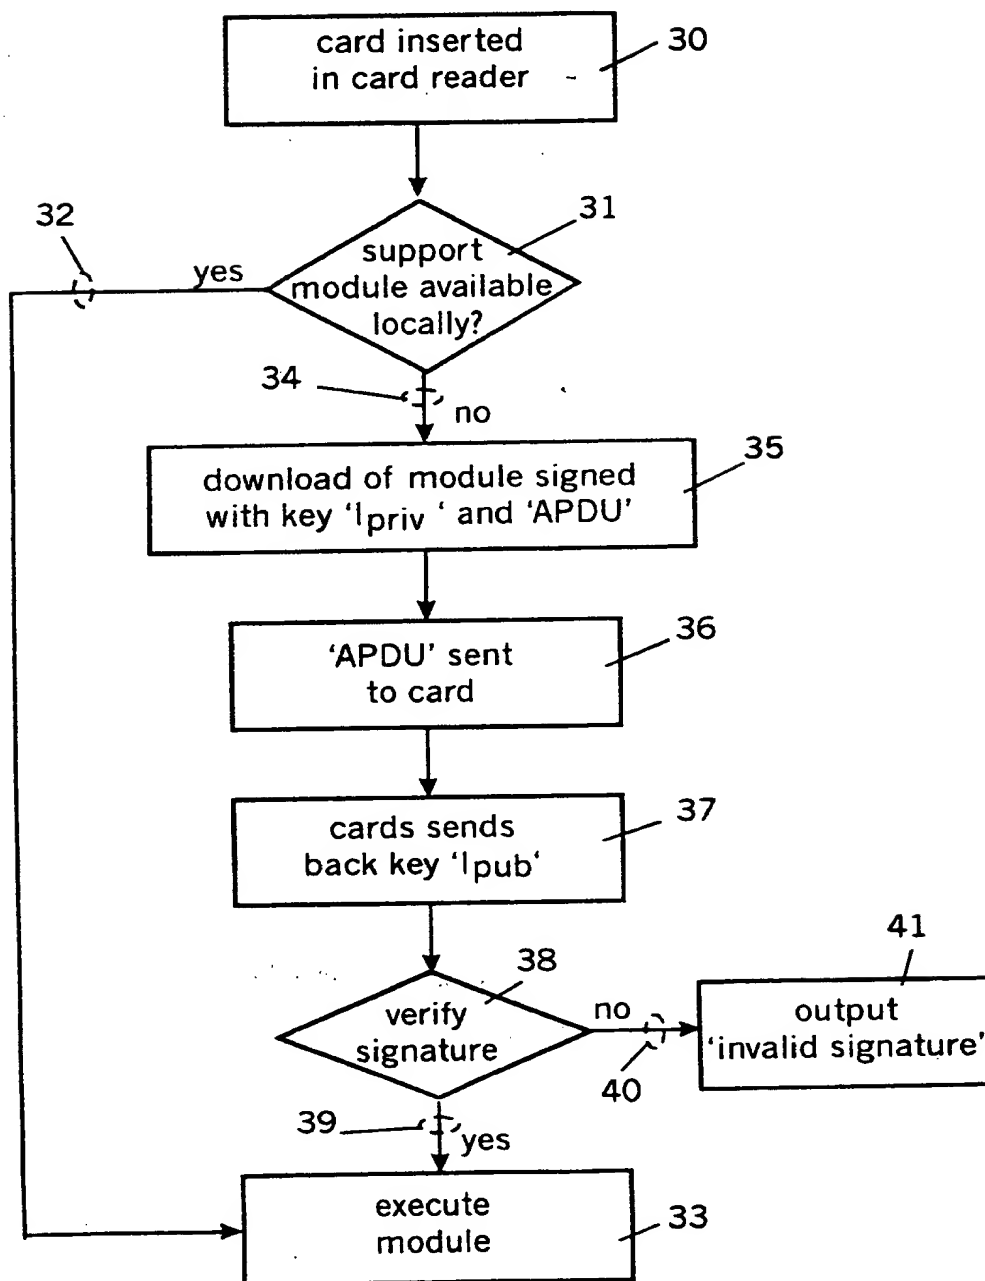 card inserted
in card reader
30
31
32
yes
support
module available
locally?
34
no
35
download of module signed
with key ‘Ipriv ‘ and ‘APDU’
36
‘APDU’ sent
to card
37
cards sends
back key ‘Ipub‘
38
verify
signature
no
40
41
output
‘invalid signature’
39
yes
execute
module
33